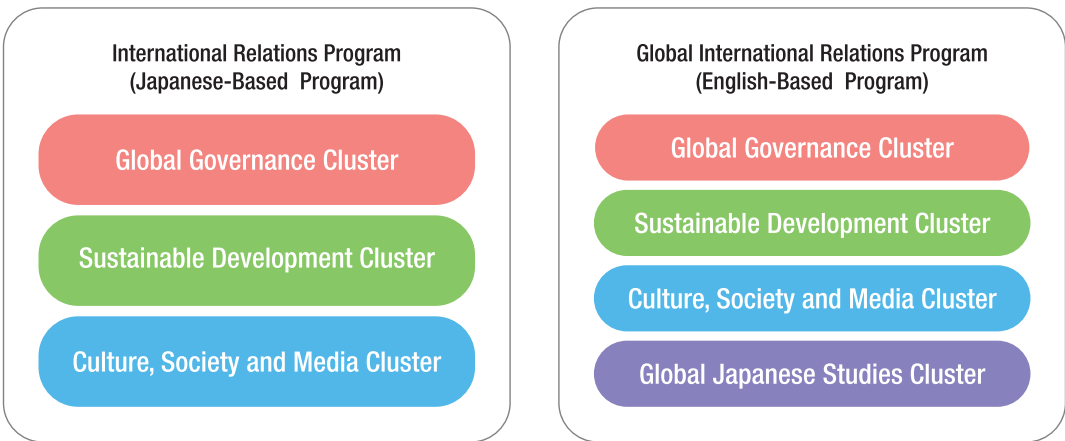 International Relations Program
(Japanese-Based Program)
Global Governance Cluster
Sustainable Development Cluster
Culture, Society and Media Cluster
Global International Relations Program
(English-Based Program)
Global Governance Cluster
Sustainable Development Cluster
Culture, Society and Media Cluster
Global Japanese Studies Cluster